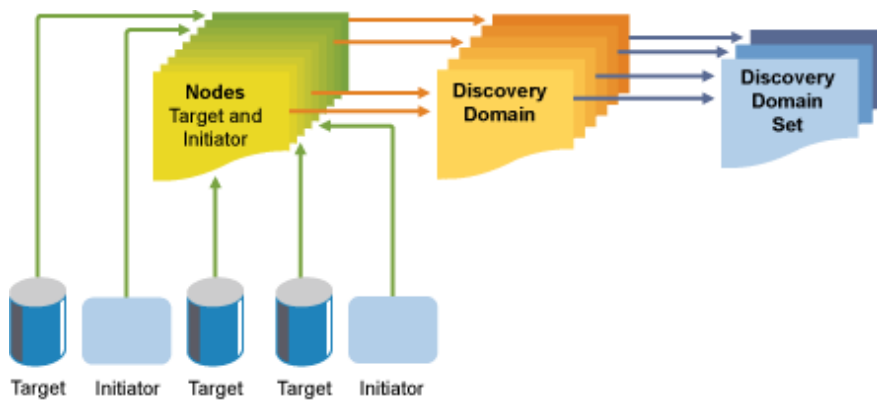 Nodes
Target and
Initiator
Discovery
Domain
Discovery
Domain
Set
Target
Initiator
Target
Target
Initiator